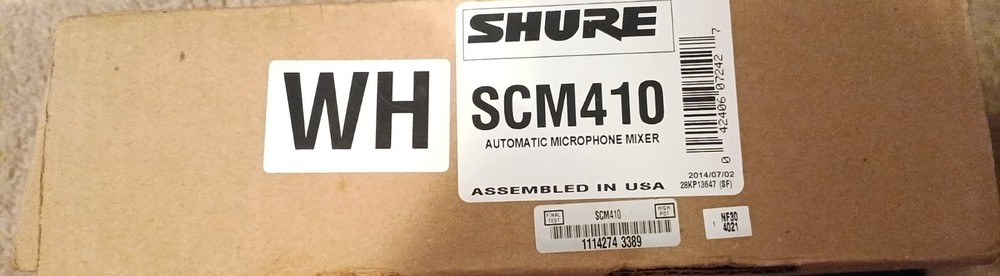 WH
SHURE
SCM410
AUTOMATIC MICROPHONE MIXER
ASSEMBLED IN USA
0 42406 07242 7
2014/07/02
28KP13647 (SF)
FINAL TEST
SCM410
HIGH POT
1114274 3389
1 NF30
4021